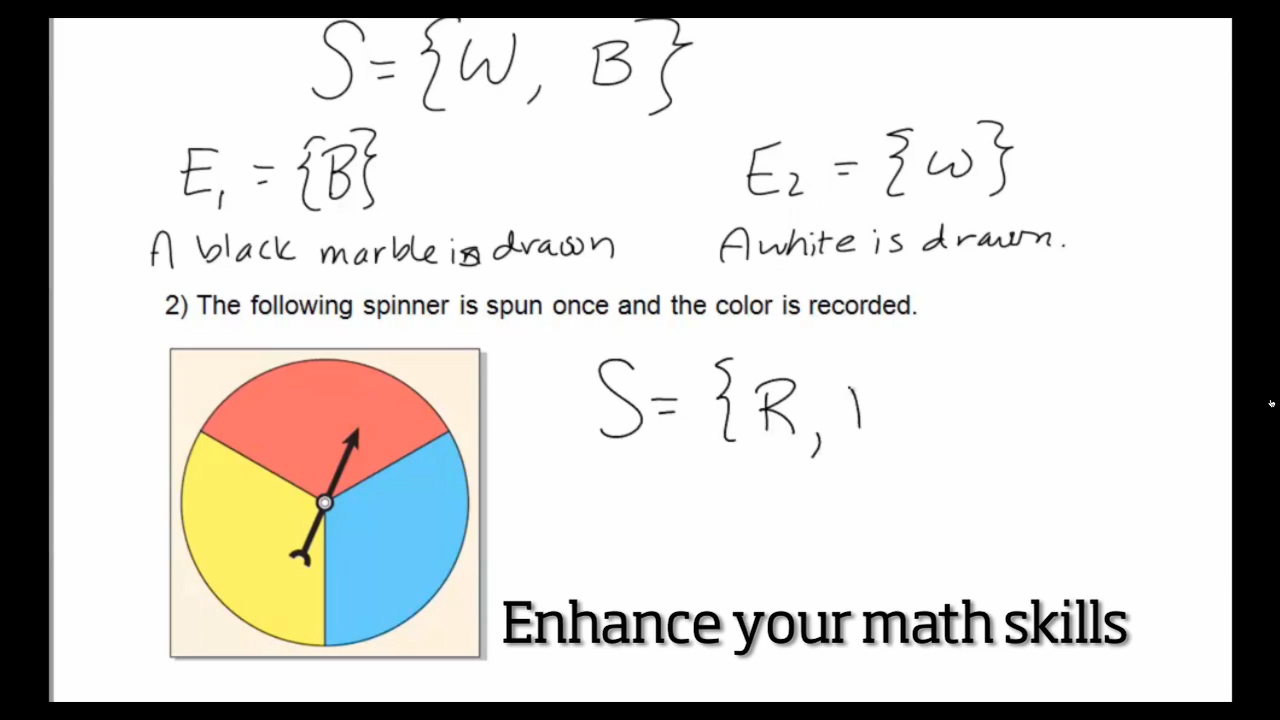 S = {W, B}
E₁ = {B}
E₂ = {W}
A black marble is drawn
A white is drawn.
2) The following spinner is spun once and the color is recorded.
S = {R,
Enhance your math skills